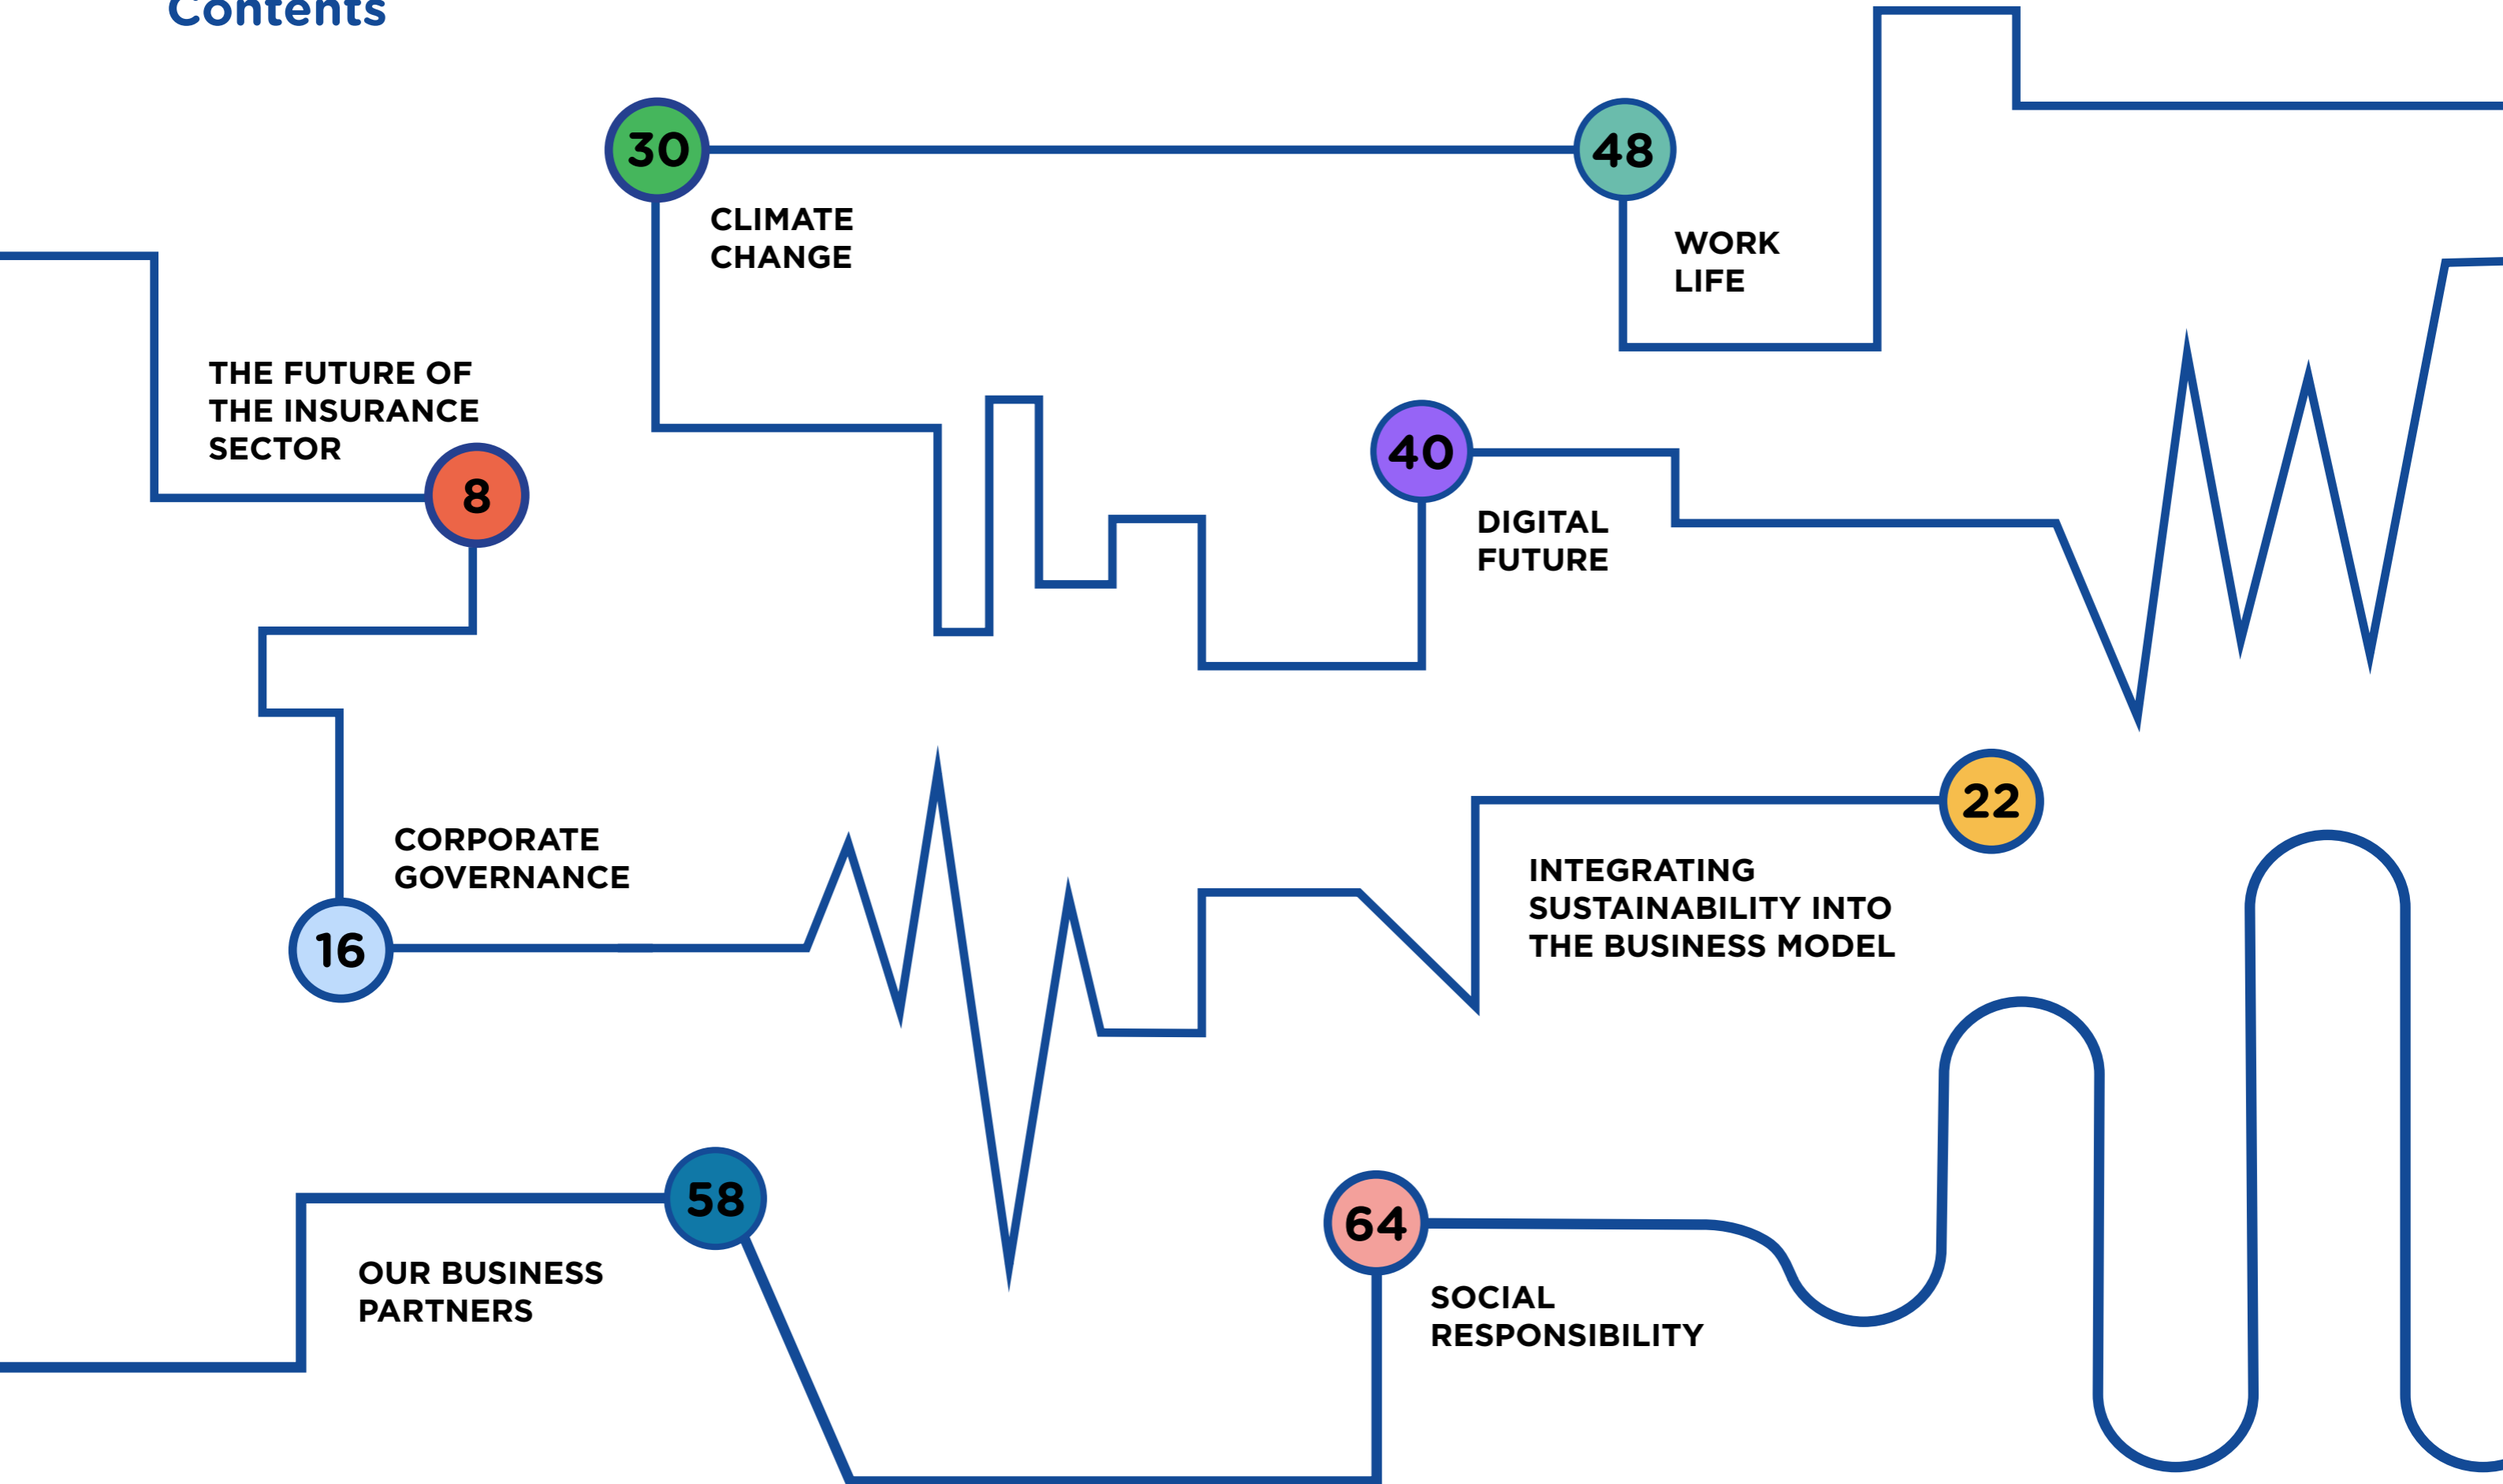 Contents
30
48
CLIMATE
CHANGE
WORK
LIFE
THE FUTURE OF
THE INSURANCE
SECTOR
8
40
DIGITAL
FUTURE
22
CORPORATE
GOVERNANCE
16
INTEGRATING
SUSTAINABILITY INTO
THE BUSINESS MODEL
58
OUR BUSINESS
PARTNERS
64
SOCIAL
RESPONSIBILITY